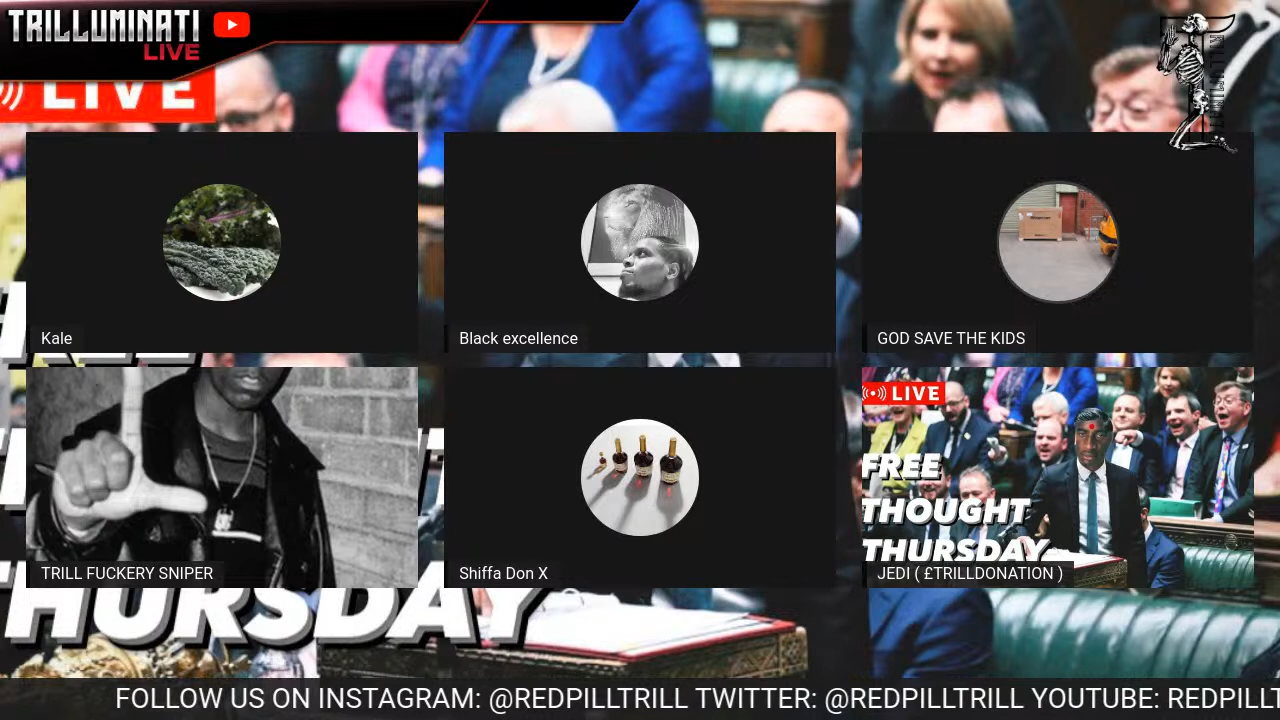 TRILLUMINATI
LIVE
LIVE
Kale
Black excellence
GOD SAVE THE KIDS
TRILL FUCKERY SNIPER
Shiffa Don X
LIVE
FREE
THOUGHT
THURSDAY
JEDI ( £TRILLDONATION )
THURSDAY
FOLLOW US ON INSTAGRAM: @REDPILLTRILL TWITTER: @REDPILLTRILL YOUTUBE: REDPILLT